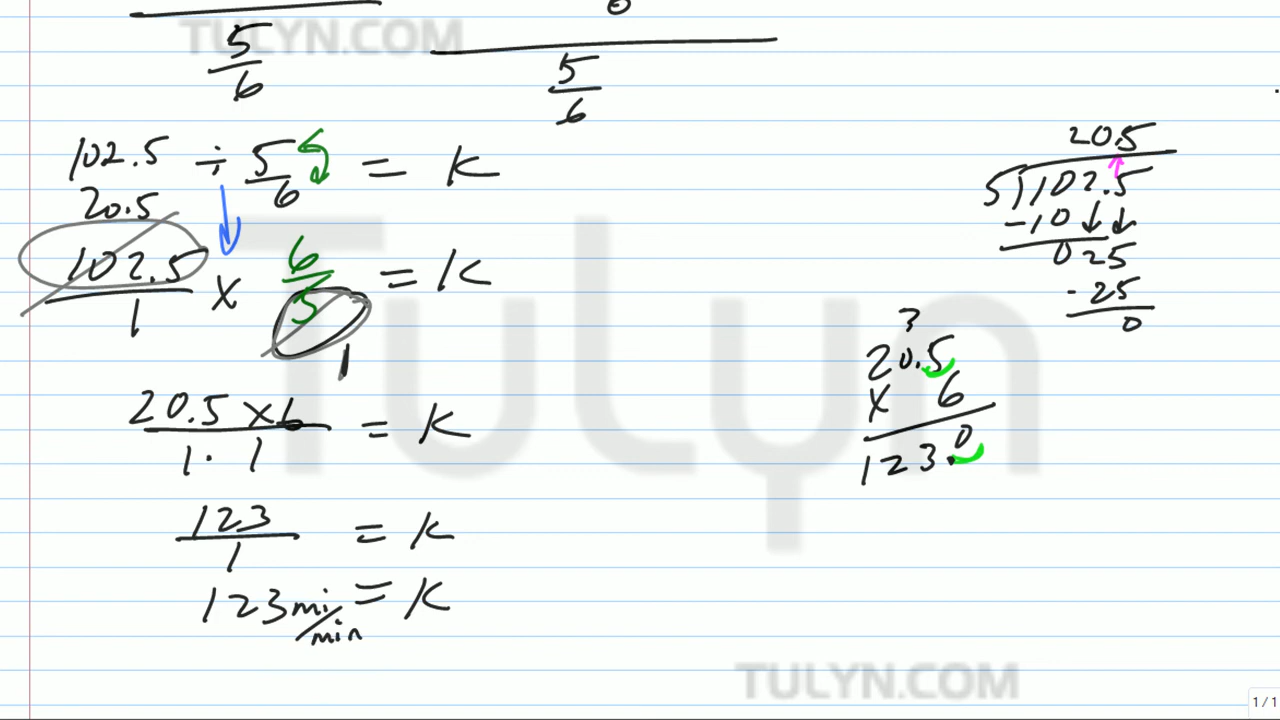 TULYN.COM
5/6
5/6
102.5 ÷ 5/6 = K
20.5
102.5/1 x 6/5 = K
1
20.5 x 6 / 1 · 1 = K
123/1 = K
123 mi/min = K
20.5
5)102.5
-10
025
-25
0
3
20.5
x 6
123.0
Tulyn
TULYN.COM
1/1